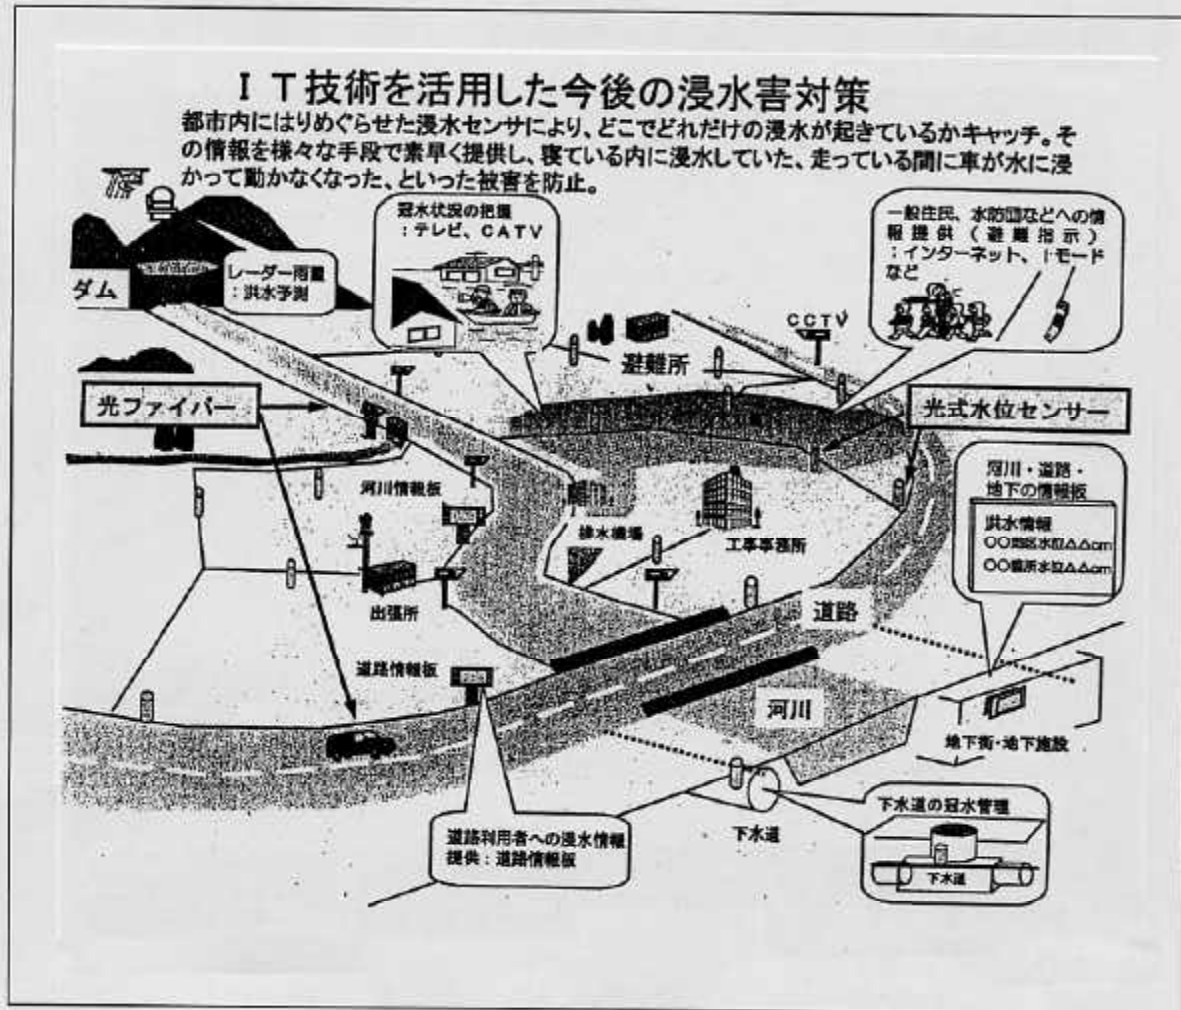 ＩＴ技術を活用した今後の浸水害対策
都市内にはりめぐらせた浸水センサにより、どこでどれだけの浸水が起きているかキャッチ。そ
の情報を様々な手段で素早く提供し、寝ている内に浸水していた、走っている間に車が水に浸
かって動かなくなった、といった被害を防止。
冠水状況の把握
：テレビ、ＣＡＴＶ
一般住民、水防団などへの情
報提供（避難指示）
：インターネット、ｉモード
など
レーダー雨量
：洪水予測
ダム
ＣＣＴＶ
避難所
光ファイバー
光式水位センサー
河川・道路・
地下の情報板
洪水情報
〇〇地区水位△△cm
〇〇箇所水位△△cm
河川情報板
排水機場
工事事務所
出張所
道路
道路情報板
河川
地下街・地下施設
下水道の冠水管理
下水道
下水道
道路利用者への浸水情報
提供：道路情報板